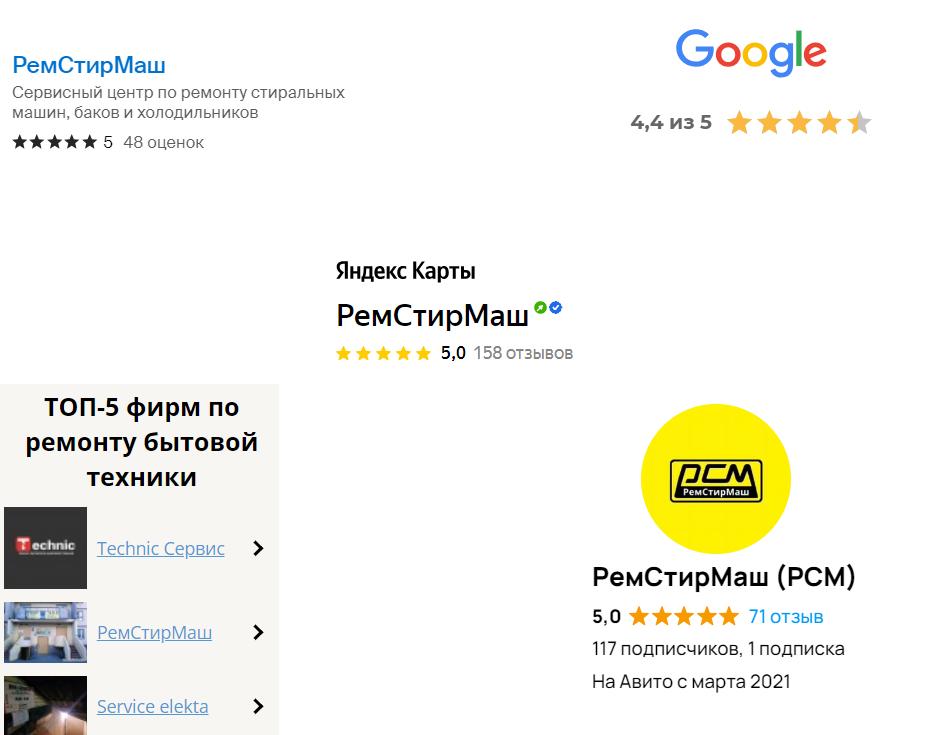 РемСтирМаш
Сервисный центр по ремонту стиральных
машин, баков и холодильников
5 48 оценок
Google
4,4 из 5
Яндекс Карты
РемСтирМаш
5,0 158 отзывов
ТОП-5 фирм по
ремонту бытовой
техники
Technic
Technic Сервис
РемСтирМаш
Service elekta
РСМ
РемСтирМаш
РемСтирМаш (РСМ)
5,0 71 отзыв
117 подписчиков, 1 подписка
На Авито с марта 2021